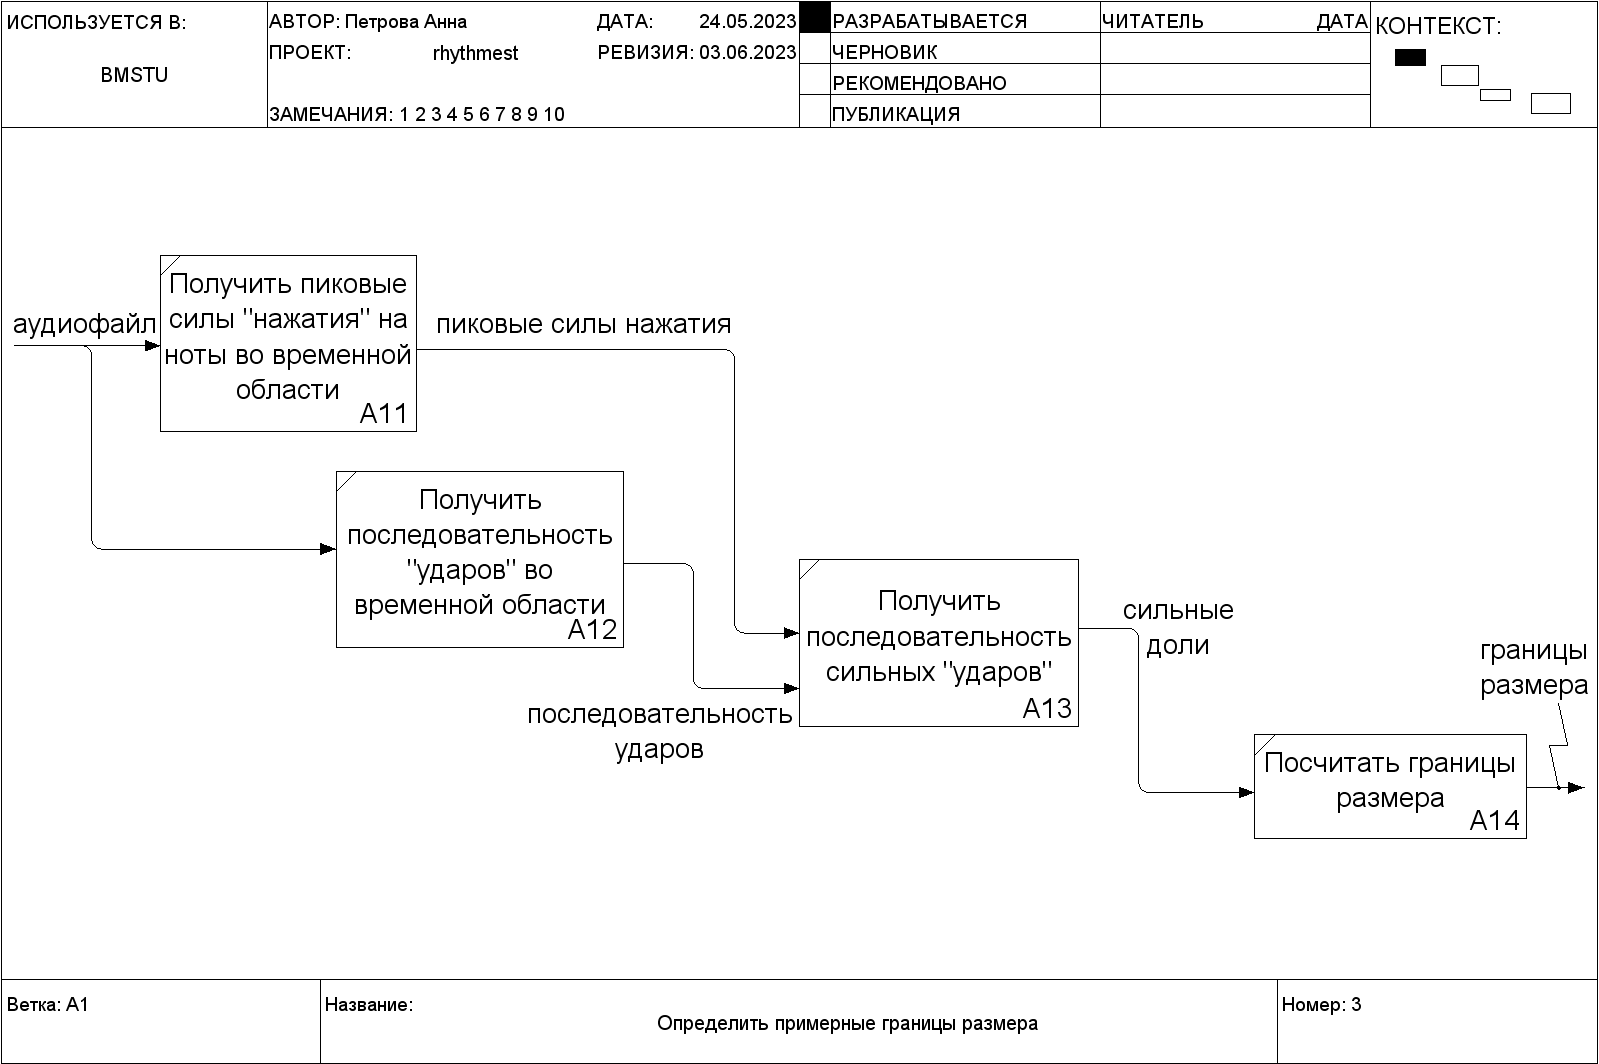 ИСПОЛЬЗУЕТСЯ В:
BMSTU
АВТОР: Петрова Анна
ДАТА: 24.05.2023
ПРОЕКТ: rhythmest
РЕВИЗИЯ: 03.06.2023
ЗАМЕЧАНИЯ: 1 2 3 4 5 6 7 8 9 10
РАЗРАБАТЫВАЕТСЯ
ЧЕРНОВИК
РЕКОМЕНДОВАНО
ПУБЛИКАЦИЯ
ЧИТАТЕЛЬ ДАТА
КОНТЕКСТ:
аудиофайл
Получить пиковые
силы "нажатия" на
ноты во временной
области
A11
пиковые силы нажатия
Получить
последовательность
"ударов" во
временной области
A12
последовательность
ударов
Получить
последовательность
сильных "ударов"
A13
сильные
доли
Посчитать границы
размера
A14
границы
размера
Ветка: A1
Название:
Определить примерные границы размера
Номер: 3